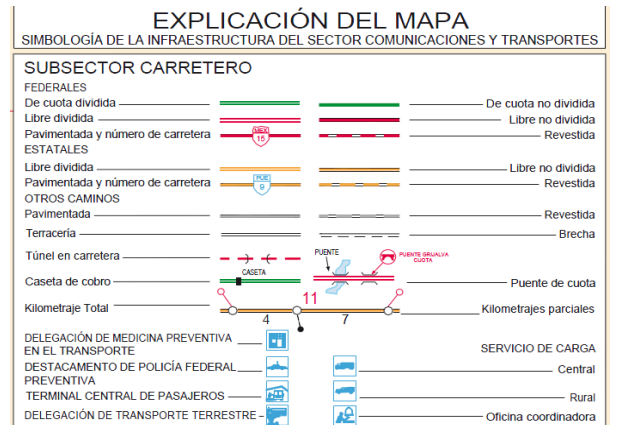 EXPLICACIÓN DEL MAPA
SIMBOLOGÍA DE LA INFRAESTRUCTURA DEL SECTOR COMUNICACIONES Y TRANSPORTES
SUBSECTOR CARRETERO
FEDERALES
De cuota dividida
De cuota no dividida
Libre dividida
Libre no dividida
Pavimentada y número de carretera
MEX
15
Revestida
ESTATALES
Libre dividida
Libre no dividida
Pavimentada y número de carretera
PUE
9
Revestida
OTROS CAMINOS
Pavimentada
Revestida
Terracería
Brecha
Túnel en carretera
PUENTE
PUENTE GRIJALVA
CUOTA
Caseta de cobro
CASETA
Puente de cuota
Kilometraje Total
11
4
7
Kilometrajes parciales
DELEGACIÓN DE MEDICINA PREVENTIVA
EN EL TRANSPORTE
SERVICIO DE CARGA
DESTACAMENTO DE POLICÍA FEDERAL
PREVENTIVA
Central
TERMINAL CENTRAL DE PASAJEROS
Rural
DELEGACIÓN DE TRANSPORTE TERRESTRE
Oficina coordinadora